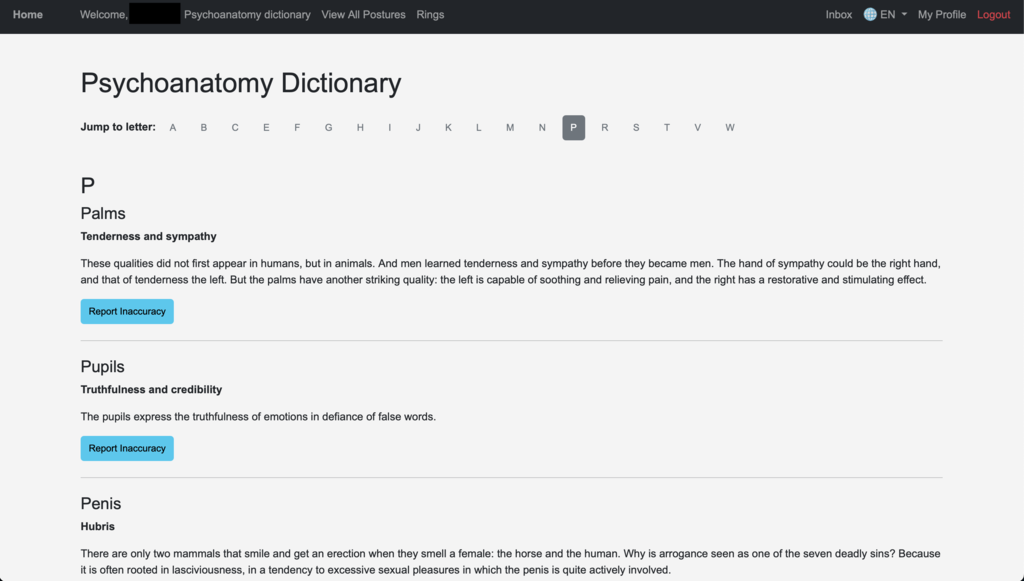 Home Welcome, Psychoanatomy dictionary View All Postures Rings Inbox EN My Profile Logout
Psychoanatomy Dictionary
Jump to letter: A B C E F G H I J K L M N P R S T V W
P
Palms
Tenderness and sympathy
These qualities did not first appear in humans, but in animals. And men learned tenderness and sympathy before they became men. The hand of sympathy could be the right hand,
and that of tenderness the left. But the palms have another striking quality: the left is capable of soothing and relieving pain, and the right has a restorative and stimulating effect.
Report Inaccuracy
Pupils
Truthfulness and credibility
The pupils express the truthfulness of emotions in defiance of false words.
Report Inaccuracy
Penis
Hubris
There are only two mammals that smile and get an erection when they smell a female: the horse and the human. Why is arrogance seen as one of the seven deadly sins? Because
it is often rooted in lasciviousness, in a tendency to excessive sexual pleasures in which the penis is quite actively involved.